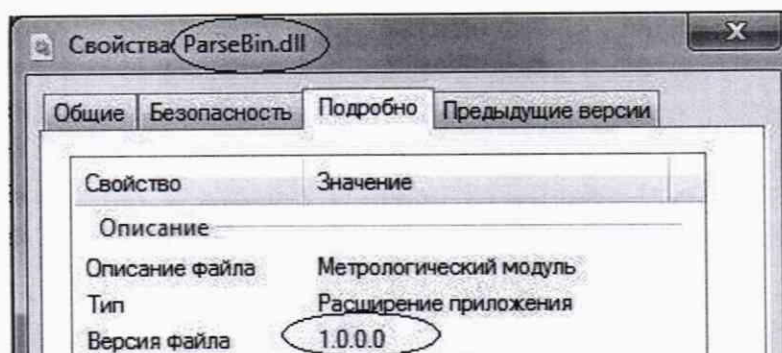 Свойства: ParseBin.dll
Общие Безопасность Подробно Предыдущие версии
Свойство Значение
Описание
Описание файла Метрологический модуль
Тип Расширение приложения
Версия файла 1.0.0.0